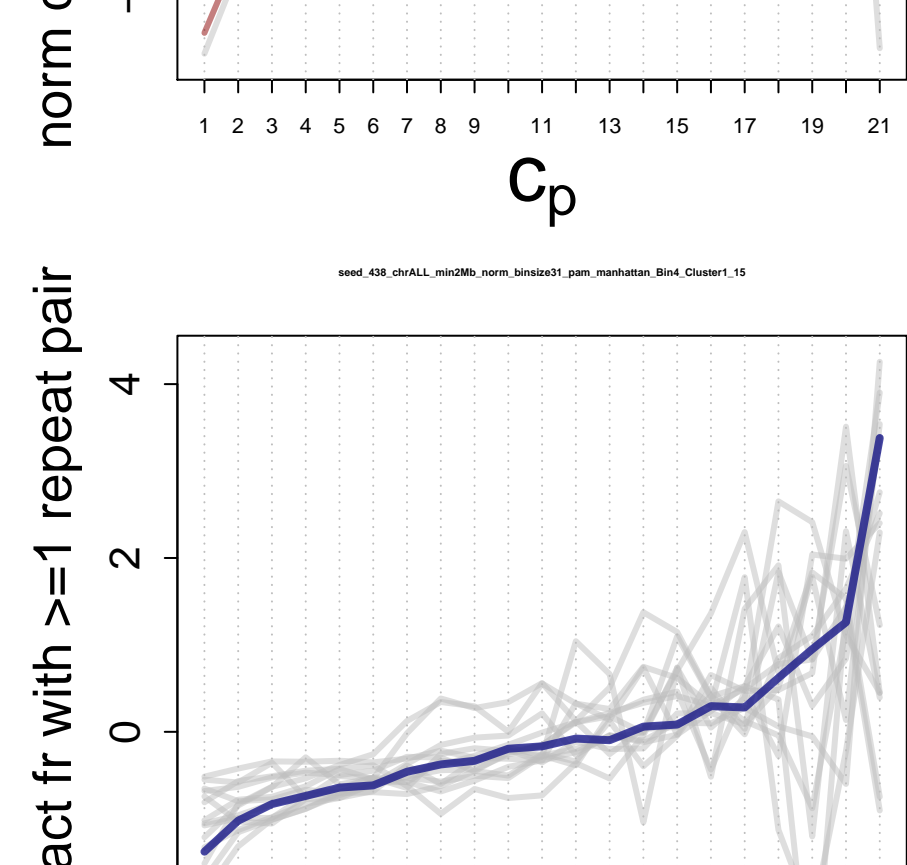 norm
1 2 3 4 5 6 7 8 9 11 13 15 17 19 21
cp
seed_438_chrALL_min2Mb_norm_binsize31_pam_manhattan_Bin4_Cluster1_15
act fr with >=1 repeat pair
4
2
0